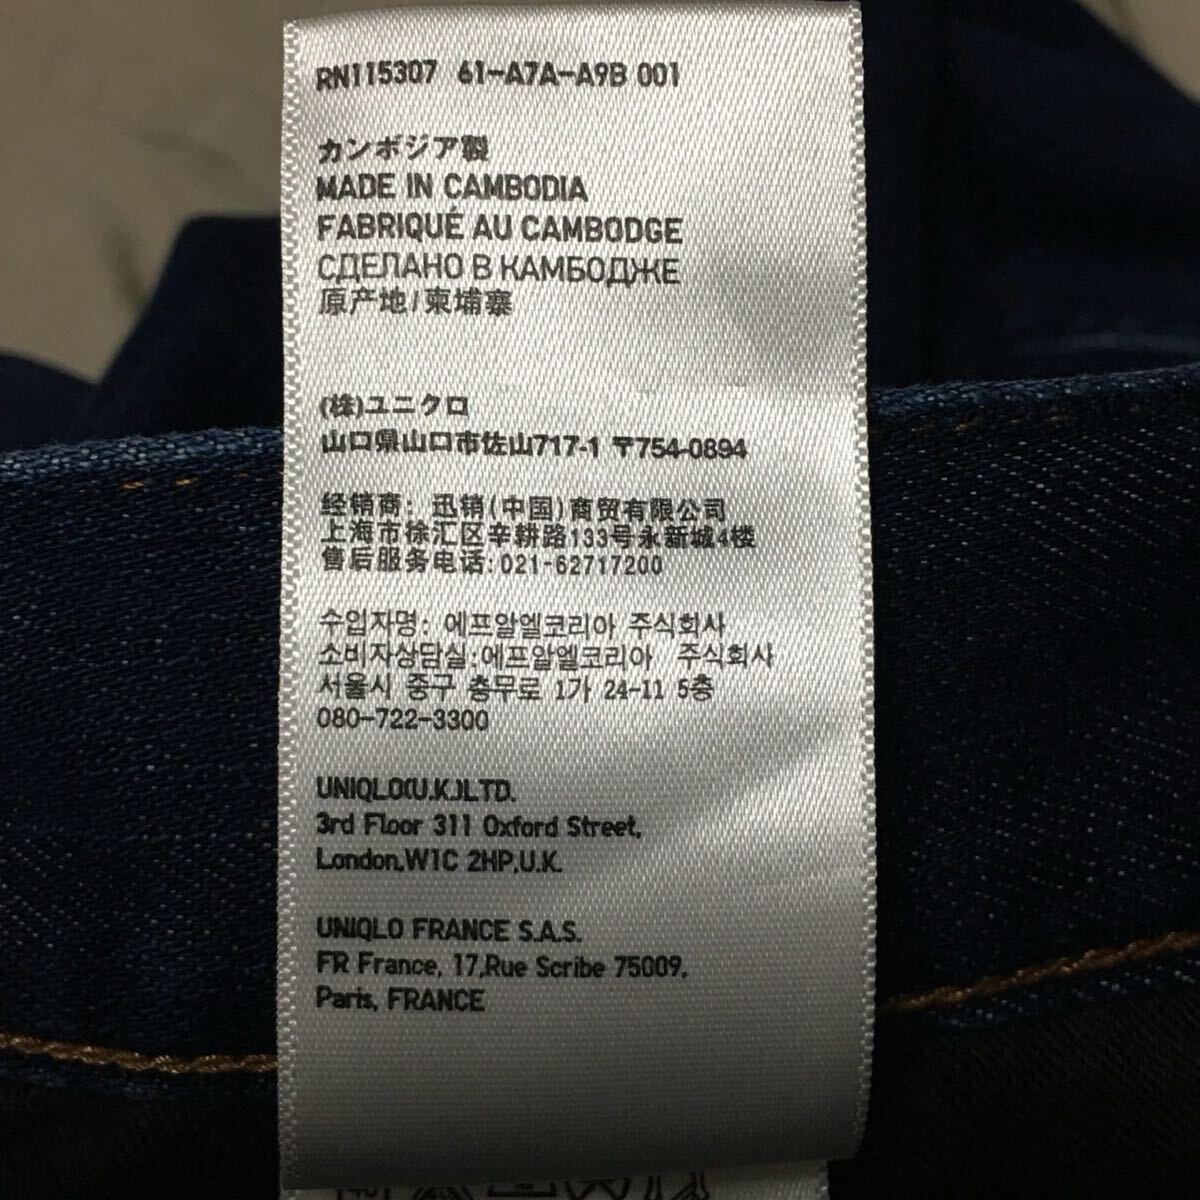 RN115307 61-A7A-A9B 001
カンボジア製
MADE IN CAMBODIA
FABRIQUÉ AU CAMBODGE
СДЕЛАНО В КАМБОДЖЕ
原产地/柬埔寨
(株)ユニクロ
山口県山口市佐山717-1 〒754-0894
经销商: 迅销(中国)商贸有限公司
上海市徐汇区辛耕路133号永新城4楼
售后服务电话:021-62717200
수입자명: 에프알엘코리아 주식회사
소비자상담실:에프알엘코리아 주식회사
서울시 중구 충무로 1가 24-11 5층
080-722-3300
UNIQLO(U.K.)LTD.
3rd Floor 311 Oxford Street,
London,W1C 2HP,U.K.
UNIQLO FRANCE S.A.S.
FR France, 17,Rue Scribe 75009,
Paris, FRANCE